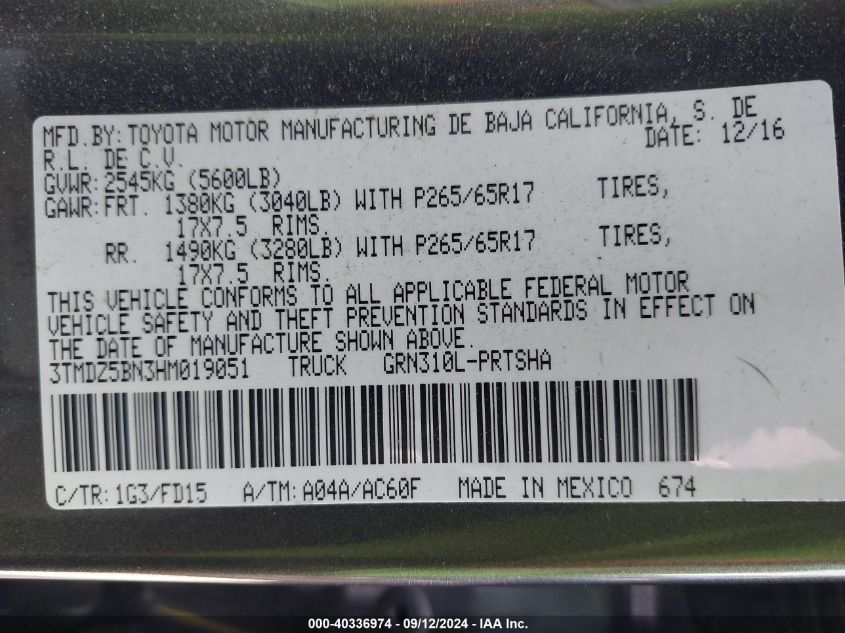 MFD.BY:TOYOTA MOTOR MANUFACTURING DE BAJA CALIFORNIA, S. DE
R.L. DE C.V. DATE: 12/16
GVWR:2545KG (5600LB)
GAWR:FRT. 1380KG (3040LB) WITH P265/65R17 TIRES,
17X7.5 RIMS.
RR. 1490KG (3280LB) WITH P265/65R17 TIRES,
17X7.5 RIMS.
THIS VEHICLE CONFORMS TO ALL APPLICABLE FEDERAL MOTOR
VEHICLE SAFETY AND THEFT PREVENTION STANDARDS IN EFFECT ON
THE DATE OF MANUFACTURE SHOWN ABOVE.
3TMDZ5BN3HM019051 TRUCK GRN310L-PRTSHA
C/TR:1G3/FD15 A/TM:A04A/AC60F MADE IN MEXICO 674
000-40336974 - 09/12/2024 - IAA, Inc.